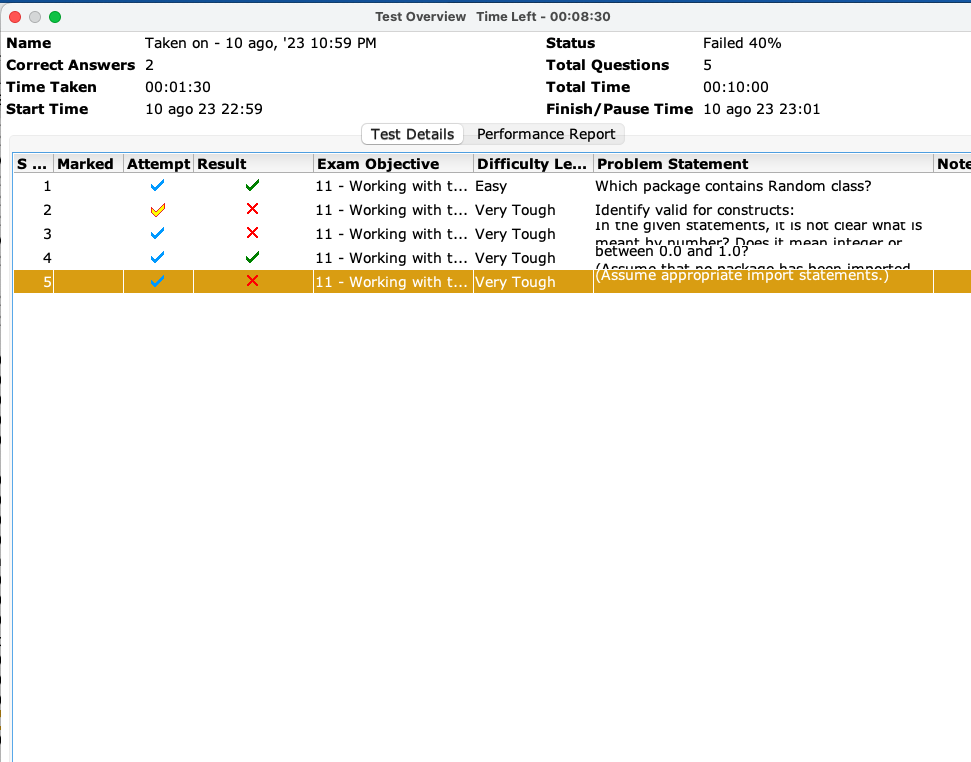 Test Overview Time Left - 00:08:30
Name Taken on - 10 ago, '23 10:59 PM Status Failed 40%
Correct Answers 2 Total Questions 5
Time Taken 00:01:30 Total Time 00:10:00
Start Time 10 ago 23 22:59 Finish/Pause Time 10 ago 23 23:01
Test Details Performance Report
S ... Marked Attempt Result Exam Objective Difficulty Le... Problem Statement Note
1 11 - Working with t... Easy Which package contains Random class?
2 11 - Working with t... Very Tough Identify valid for constructs:
3 11 - Working with t... Very Tough In the given statements, it is not clear what is
meant by number? Does it mean integer or
4 11 - Working with t... Very Tough between 0.0 and 1.0?
(Assume that no package has been imported
5 11 - Working with t... Very Tough (Assume appropriate import statements.)